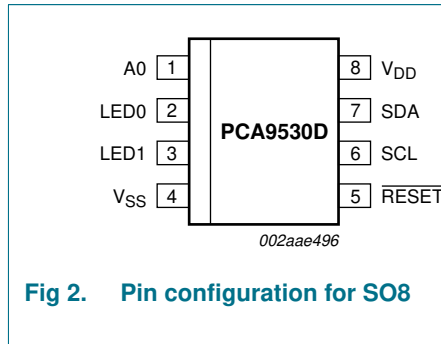 A0 1 8 VDD
LED0 2 7 SDA
PCA9530D
LED1 3 6 SCL
VSS 4 5 RESET
002aae496
Fig 2. Pin configuration for SO8